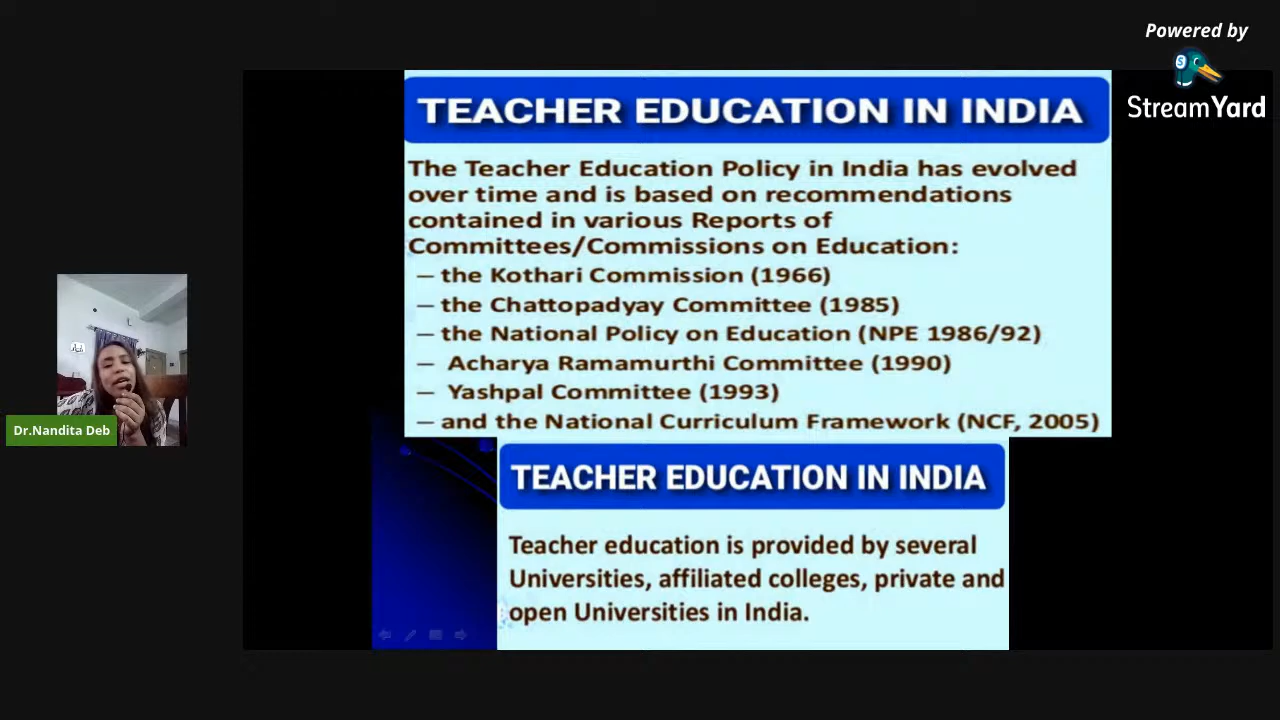 Powered by
StreamYard
TEACHER EDUCATION IN INDIA
The Teacher Education Policy in India has evolved
over time and is based on recommendations
contained in various Reports of
Committees/Commissions on Education:
– the Kothari Commission (1966)
– the Chattopadyay Committee (1985)
– the National Policy on Education (NPE 1986/92)
– Acharya Ramamurthi Committee (1990)
– Yashpal Committee (1993)
– and the National Curriculum Framework (NCF, 2005)
Dr.Nandita Deb
TEACHER EDUCATION IN INDIA
Teacher education is provided by several
Universities, affiliated colleges, private and
open Universities in India.